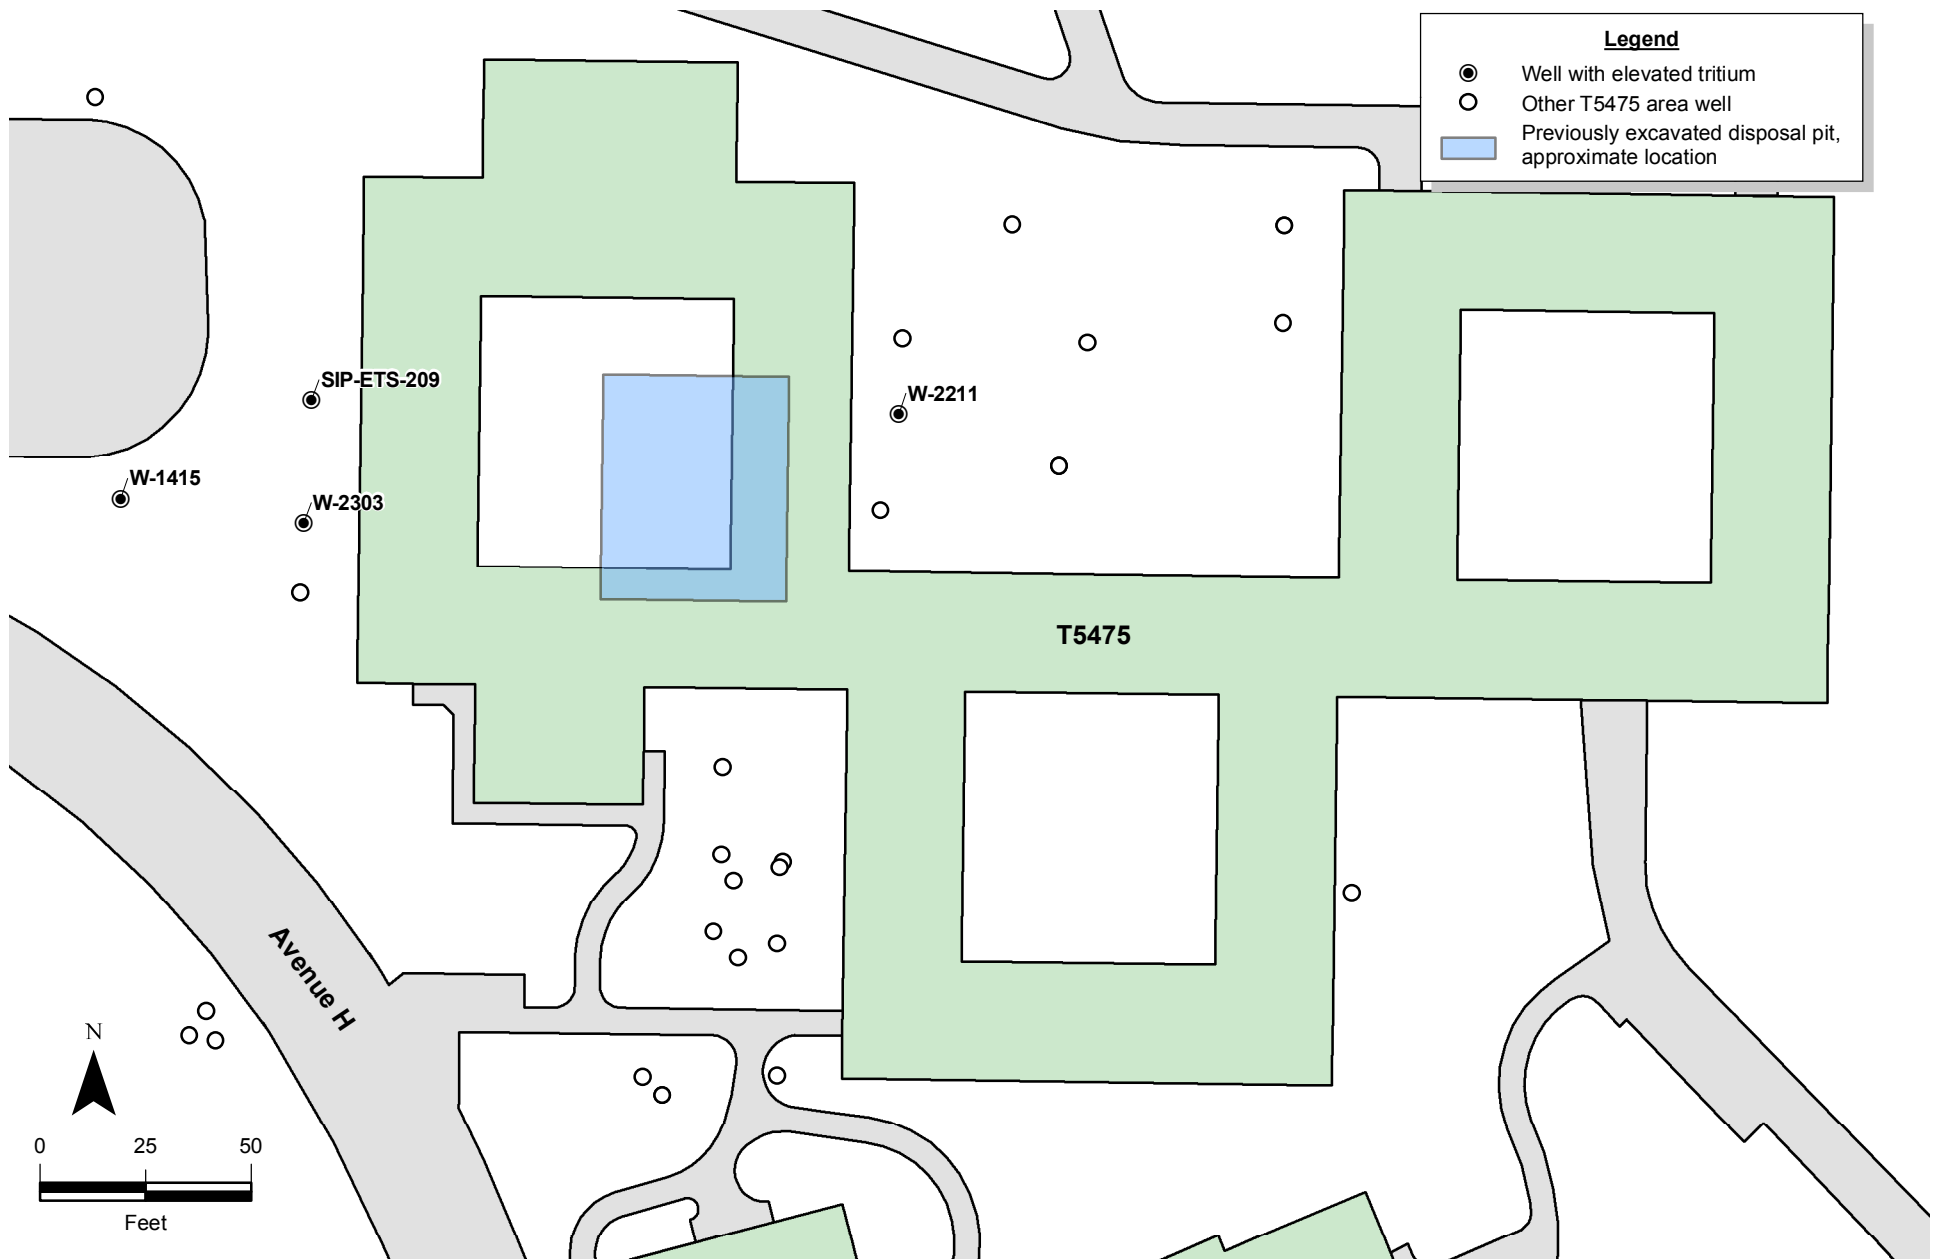 Legend
Well with elevated tritium
Other T5475 area well
Previously excavated disposal pit,
approximate location
SIP-ETS-209
W-2211
W-1415
W-2303
T5475
Avenue H
N
0 25 50
Feet